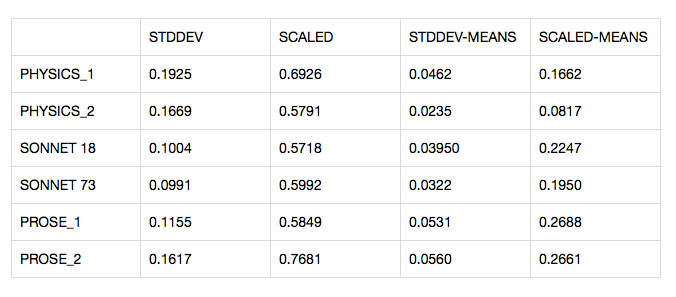 STDDEV SCALED STDDEV-MEANS SCALED-MEANS
PHYSICS_1 0.1925 0.6926 0.0462 0.1662
PHYSICS_2 0.1669 0.5791 0.0235 0.0817
SONNET 18 0.1004 0.5718 0.03950 0.2247
SONNET 73 0.0991 0.5992 0.0322 0.1950
PROSE_1 0.1155 0.5849 0.0531 0.2688
PROSE_2 0.1617 0.7681 0.0560 0.2661